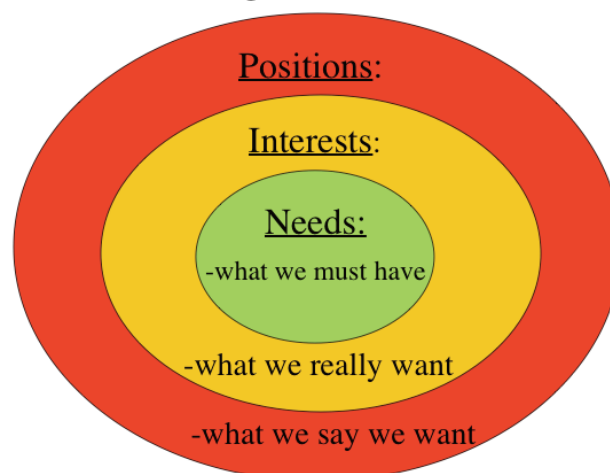 Positions:
Interests:
Needs:
-what we must have
-what we really want
-what we say we want